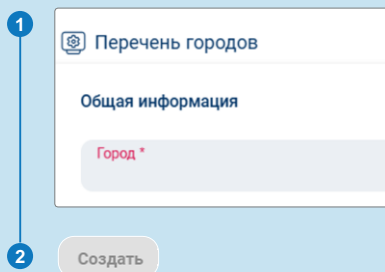 1
Перечень городов
Общая информация
Город *
2
Создать